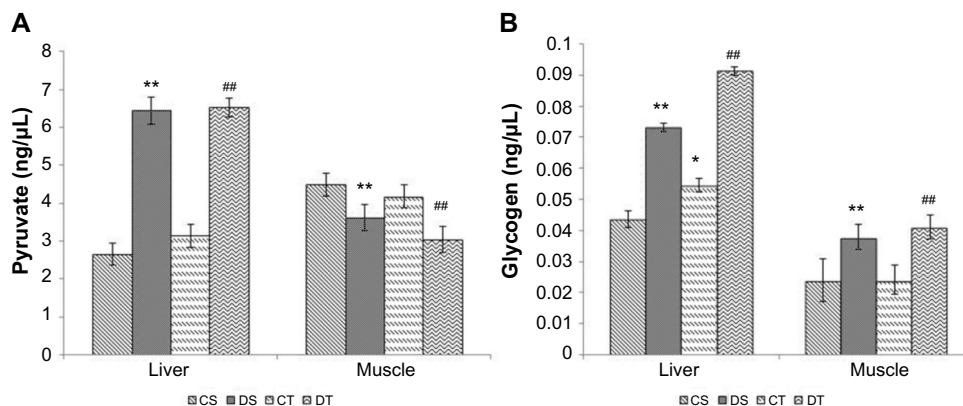 A
Pyruvate (ng/µL)
8
7
6
5
4
3
2
1
0
**
##
**
##
Liver
Muscle
CS DS CT DT
B
Glycogen (ng/µL)
0.1
0.09
0.08
0.07
0.06
0.05
0.04
0.03
0.02
0.01
0
**
*
##
**
##
Liver
Muscle
CS DS CT DT